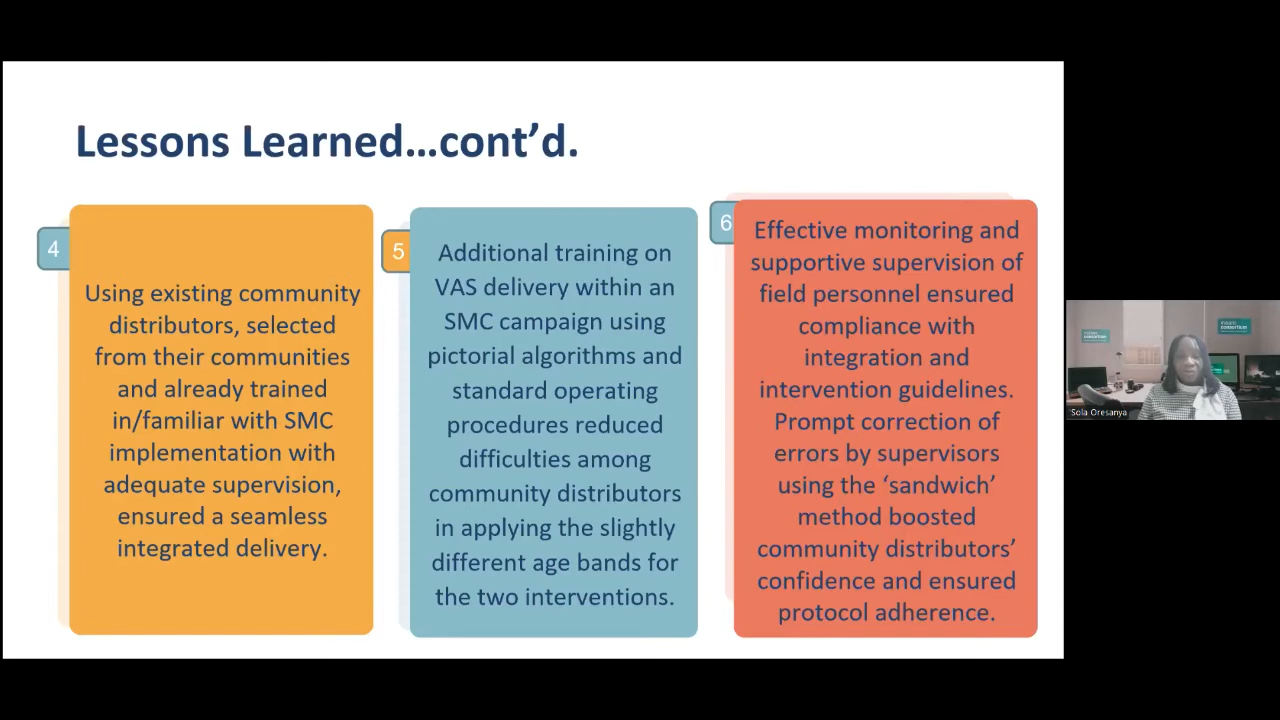 Lessons Learned…cont’d.
4
Using existing community
distributors, selected
from their communities
and already trained
in/familiar with SMC
implementation with
adequate supervision,
ensured a seamless
integrated delivery.
5
Additional training on
VAS delivery within an
SMC campaign using
pictorial algorithms and
standard operating
procedures reduced
difficulties among
community distributors
in applying the slightly
different age bands for
the two interventions.
6
Effective monitoring and
supportive supervision of
field personnel ensured
compliance with
integration and
intervention guidelines.
Prompt correction of
errors by supervisors
using the ‘sandwich’
method boosted
community distributors’
confidence and ensured
protocol adherence.
malaria
consortium
Sola Oresanya